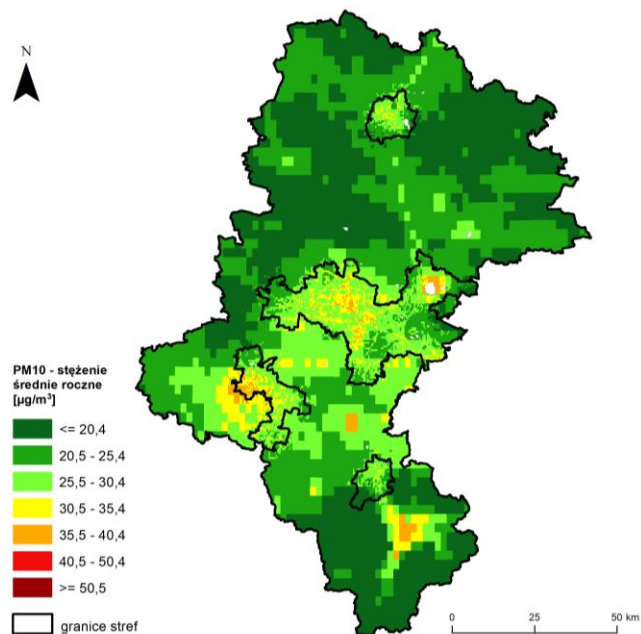 N
PM10 - stężenie
średnie roczne
[µg/m³]
<= 20,4
20,5 - 25,4
25,5 - 30,4
30,5 - 35,4
35,5 - 40,4
40,5 - 50,4
>= 50,5
granice stref
0 25 50 km